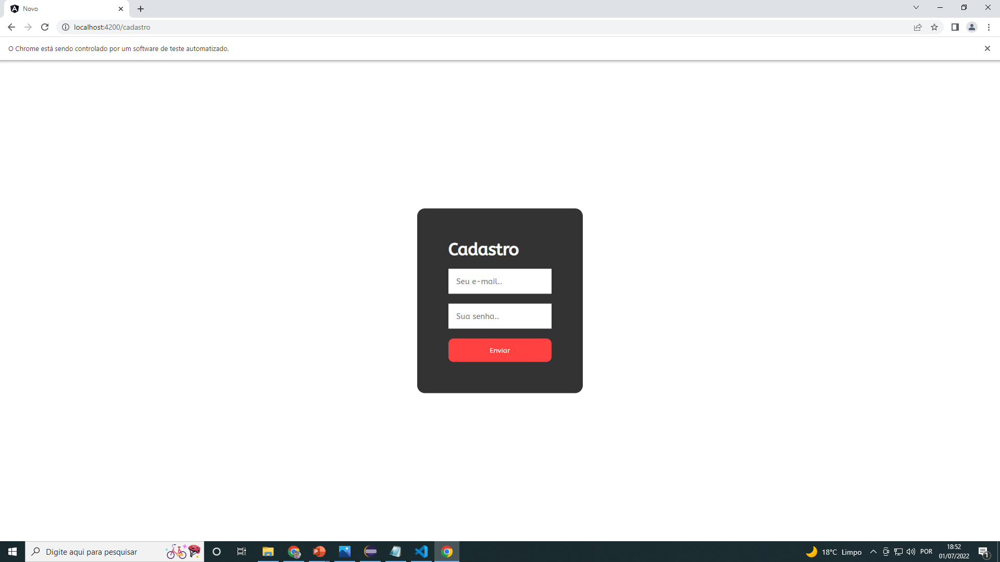 Novo
localhost:4200/cadastro
O Chrome está sendo controlado por um software de teste automatizado.
Cadastro
Seu e-mail..
Sua senha..
Enviar
Digite aqui para pesquisar
18°C Limpo
POR
18:52
01/07/2022
1